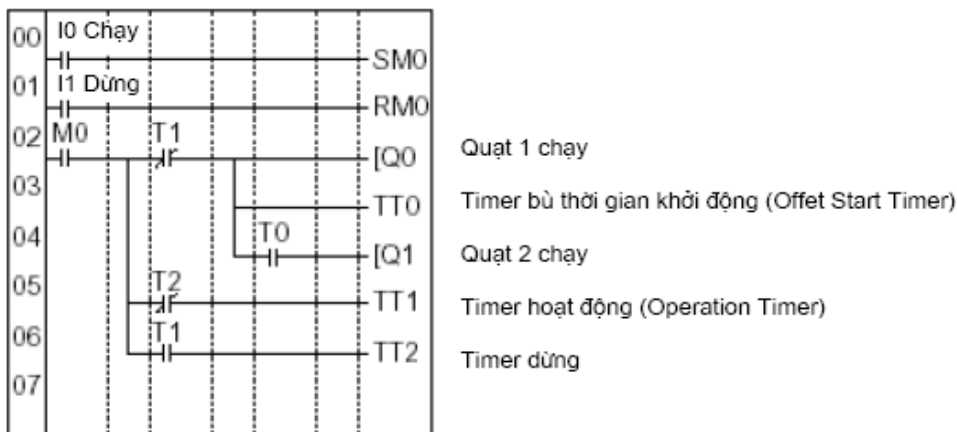 00 I0 Chạy
SM0
01 I1 Dừng
RM0
02 M0 T1
[Q0 Quạt 1 chạy
03
TT0 Timer bù thời gian khởi động (Offet Start Timer)
04 T0
[Q1 Quạt 2 chạy
05 T2
TT1 Timer hoạt động (Operation Timer)
06 T1
TT2 Timer dừng
07